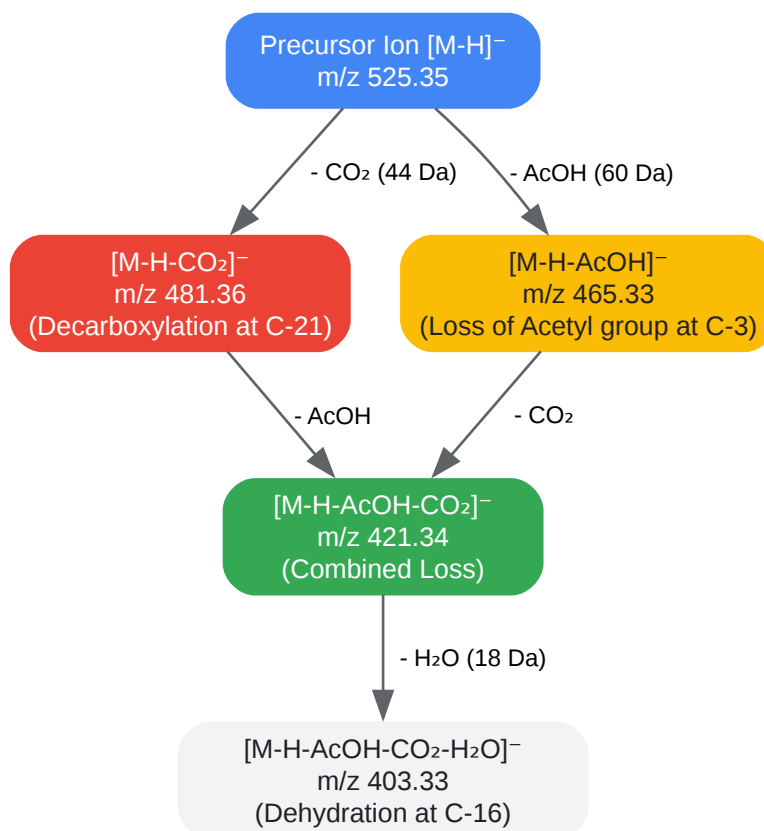 Precursor Ion [M-H]⁻
m/z 525.35
- CO₂ (44 Da)
- AcOH (60 Da)
[M-H-CO₂]⁻
m/z 481.36
(Decarboxylation at C-21)
[M-H-AcOH]⁻
m/z 465.33
(Loss of Acetyl group at C-3)
- AcOH
- CO₂
[M-H-AcOH-CO₂]⁻
m/z 421.34
(Combined Loss)
- H₂O (18 Da)
[M-H-AcOH-CO₂-H₂O]⁻
m/z 403.33
(Dehydration at C-16)